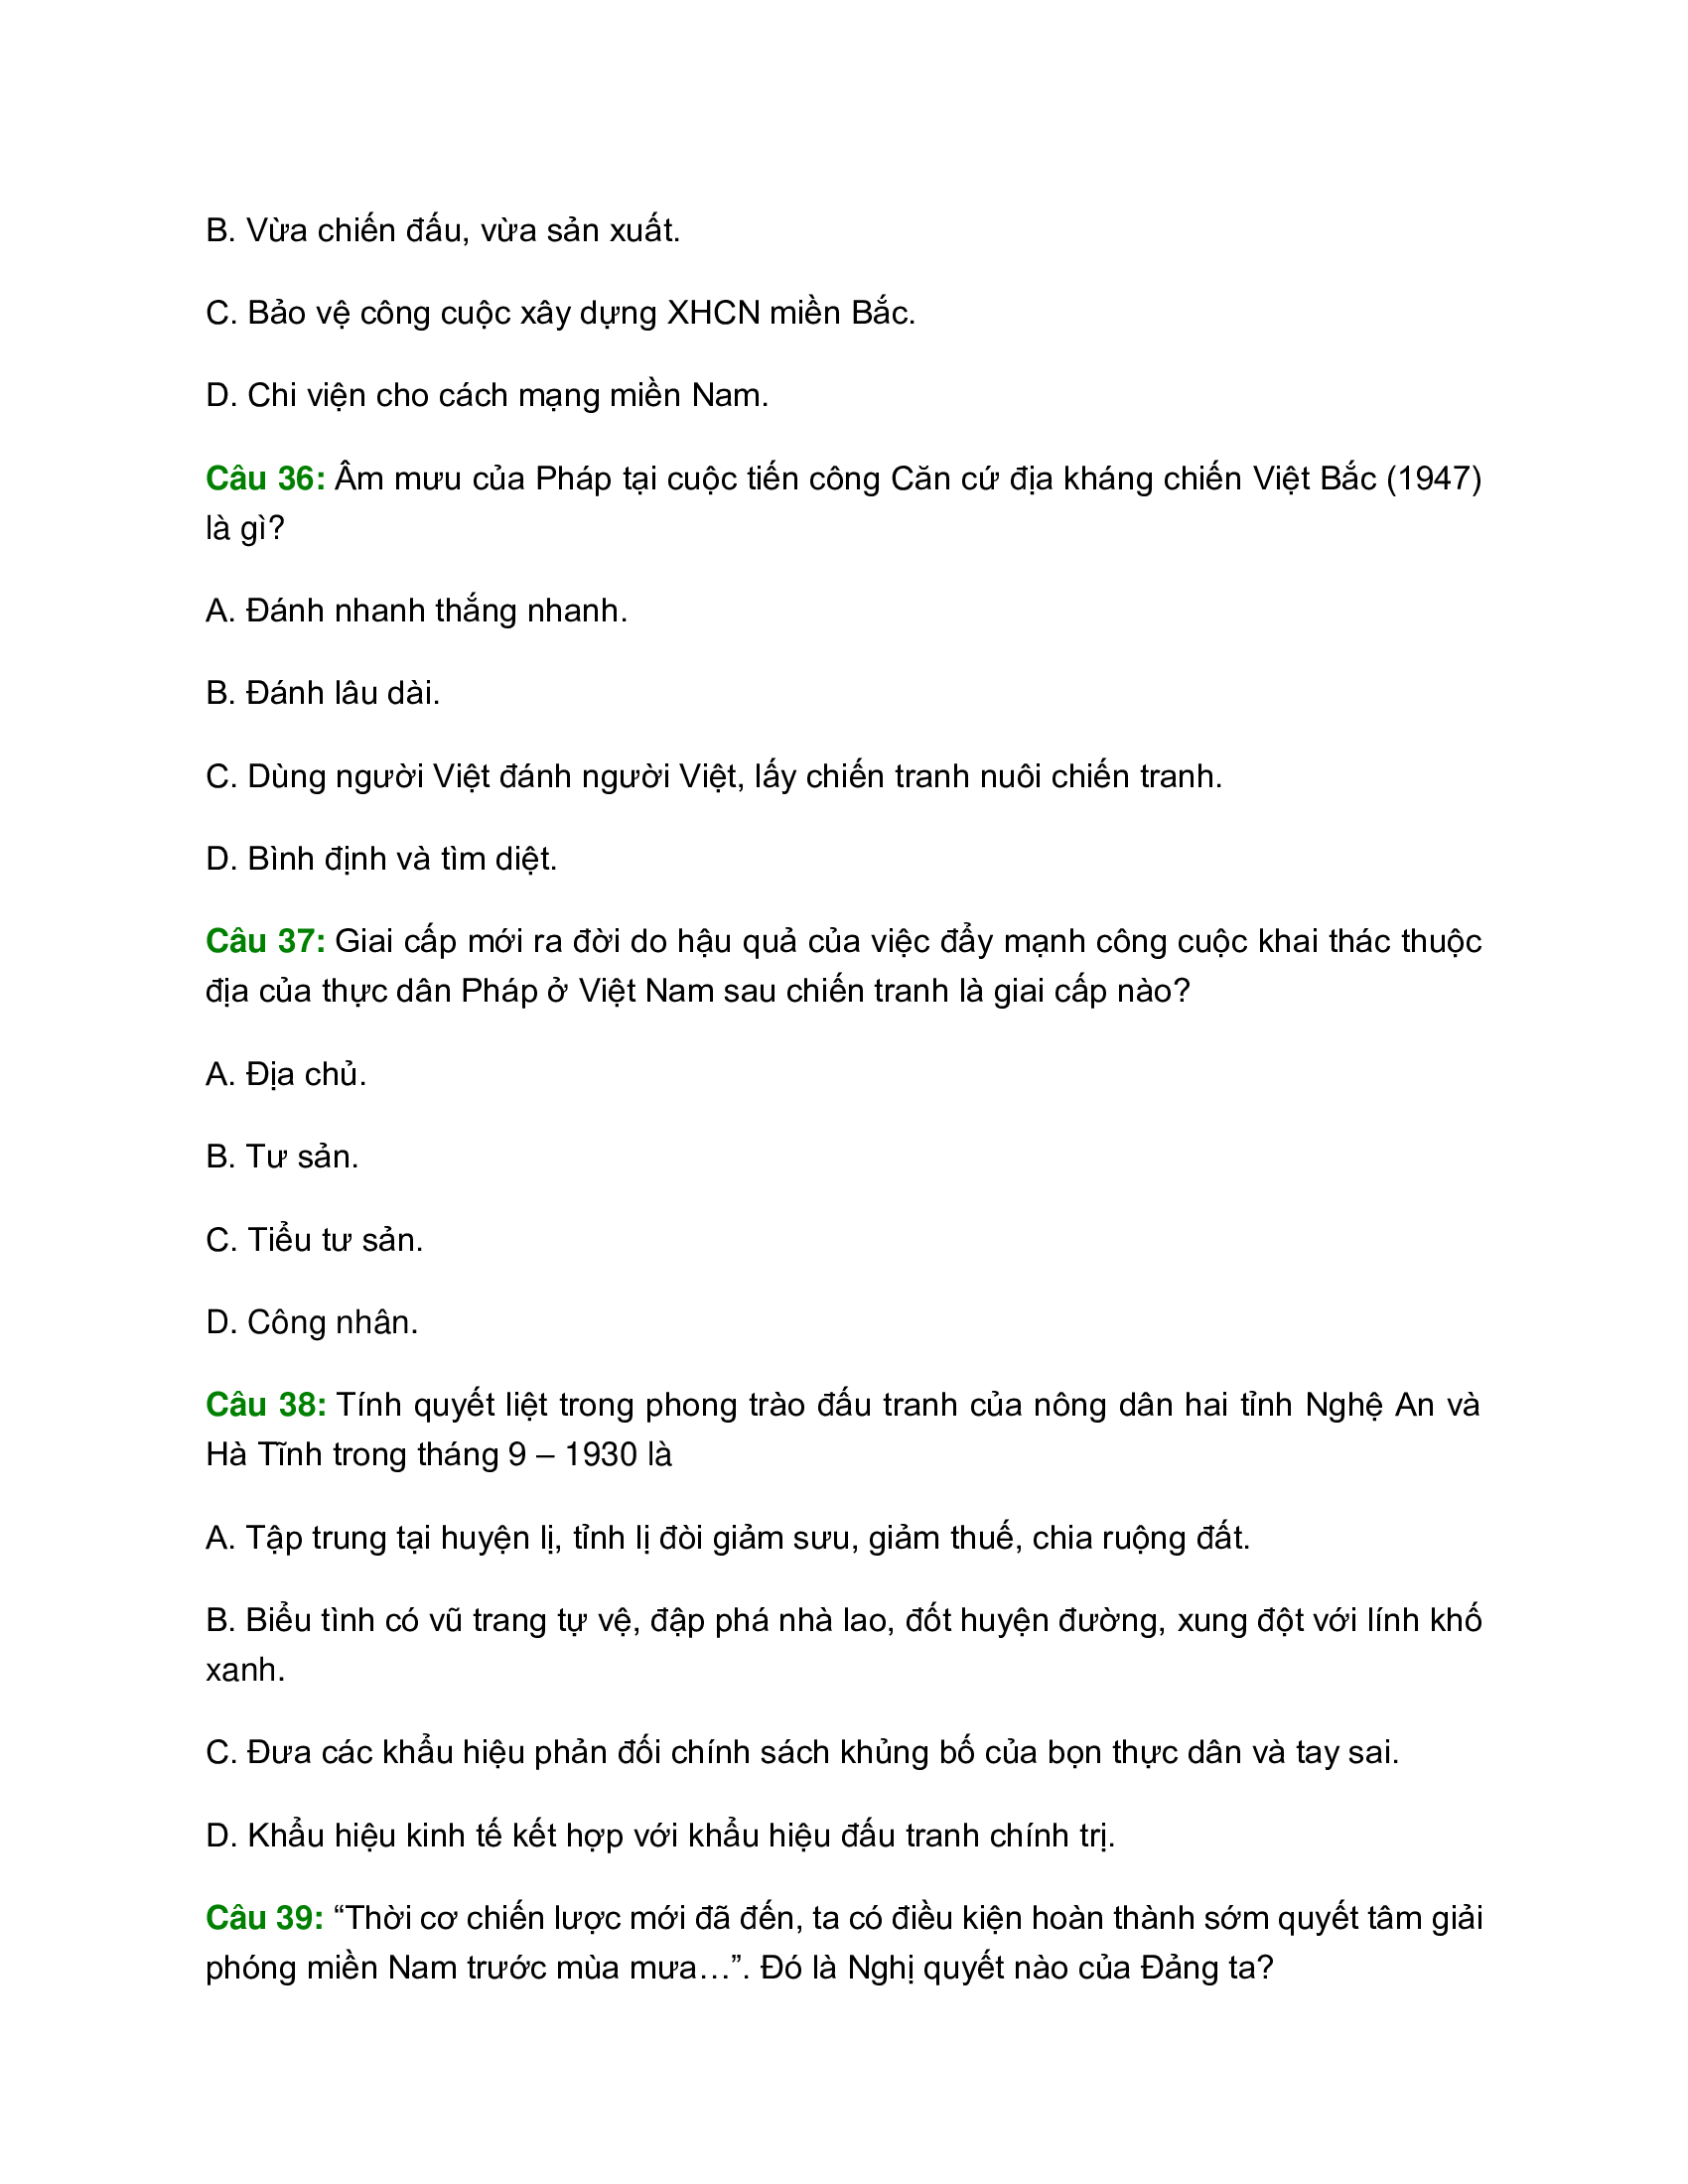 B. Vừa chiến đấu, vừa sản xuất.
C. Bảo vệ công cuộc xây dựng XHCN miền Bắc.
D. Chi viện cho cách mạng miền Nam.
Câu 36: Âm mưu của Pháp tại cuộc tiến công Căn cứ địa kháng chiến Việt Bắc (1947)
là gì?
A. Đánh nhanh thắng nhanh.
B. Đánh lâu dài.
C. Dùng người Việt đánh người Việt, lấy chiến tranh nuôi chiến tranh.
D. Bình định và tìm diệt.
Câu 37: Giai cấp mới ra đời do hậu quả của việc đẩy mạnh công cuộc khai thác thuộc
địa của thực dân Pháp ở Việt Nam sau chiến tranh là giai cấp nào?
A. Địa chủ.
B. Tư sản.
C. Tiểu tư sản.
D. Công nhân.
Câu 38: Tính quyết liệt trong phong trào đấu tranh của nông dân hai tỉnh Nghệ An và
Hà Tĩnh trong tháng 9 – 1930 là
A. Tập trung tại huyện lị, tỉnh lị đòi giảm sưu, giảm thuế, chia ruộng đất.
B. Biểu tình có vũ trang tự vệ, đập phá nhà lao, đốt huyện đường, xung đột với lính khố
xanh.
C. Đưa các khẩu hiệu phản đối chính sách khủng bố của bọn thực dân và tay sai.
D. Khẩu hiệu kinh tế kết hợp với khẩu hiệu đấu tranh chính trị.
Câu 39: “Thời cơ chiến lược mới đã đến, ta có điều kiện hoàn thành sớm quyết tâm giải
phóng miền Nam trước mùa mưa…”. Đó là Nghị quyết nào của Đảng ta?